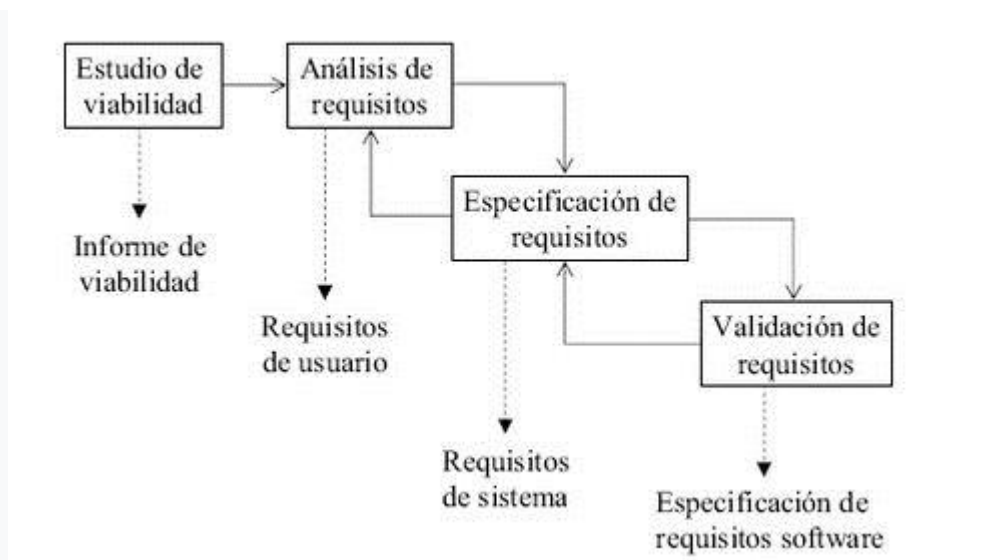 Estudio de
viabilidad
Análisis de
requisitos
Especificación de
requisitos
Informe de
viabilidad
Validación de
requisitos
Requisitos
de usuario
Requisitos
de sistema
Especificación de
requisitos software